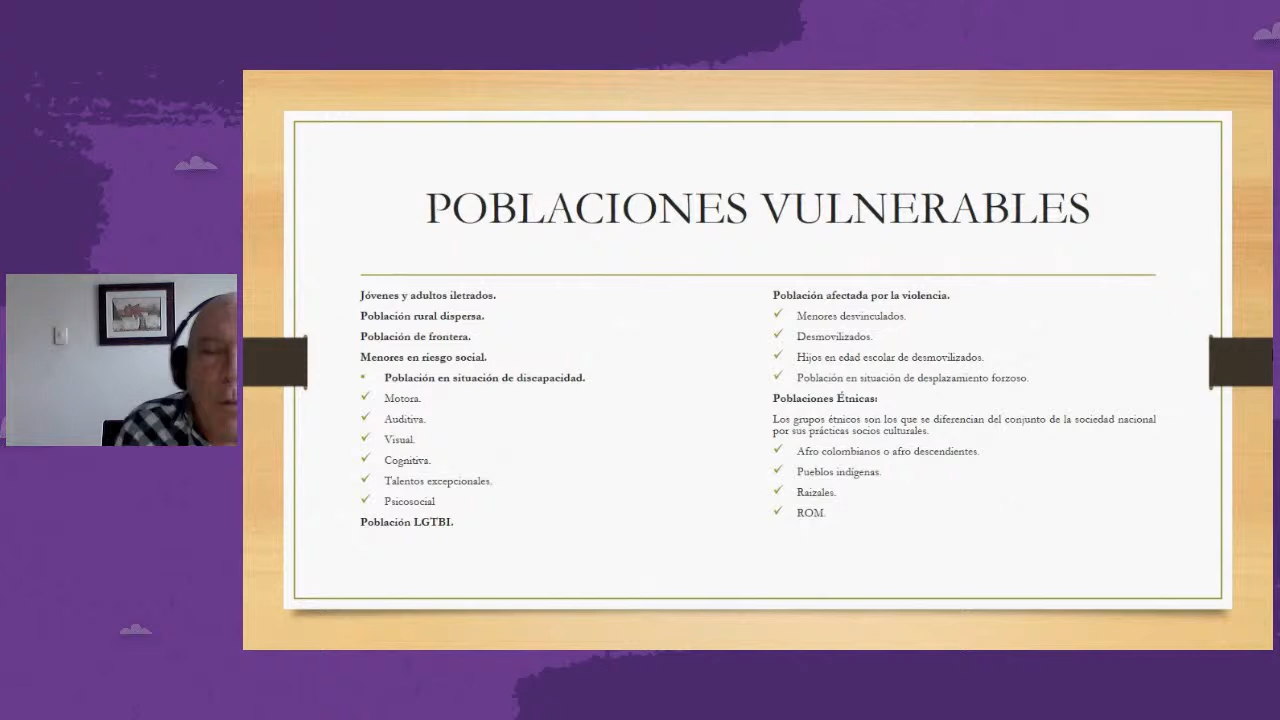 POBLACIONES VULNERABLES
Jóvenes y adultos iletrados.
Población rural dispersa.
Población de frontera.
Menores en riesgo social.
• Población en situación de discapacidad.
✓ Motora.
✓ Auditiva.
✓ Visual.
✓ Cognitiva.
✓ Talentos excepcionales.
✓ Psicosocial
Población LGTBI.
Población afectada por la violencia.
✓ Menores desvinculados.
✓ Desmovilizados.
✓ Hijos en edad escolar de desmovilizados.
✓ Población en situación de desplazamiento forzoso.
Poblaciones Étnicas:
Los grupos étnicos son los que se diferencian del conjunto de la sociedad nacional
por sus prácticas socios culturales.
✓ Afro colombianos o afro descendientes.
✓ Pueblos indígenas.
✓ Raizales.
✓ ROM.